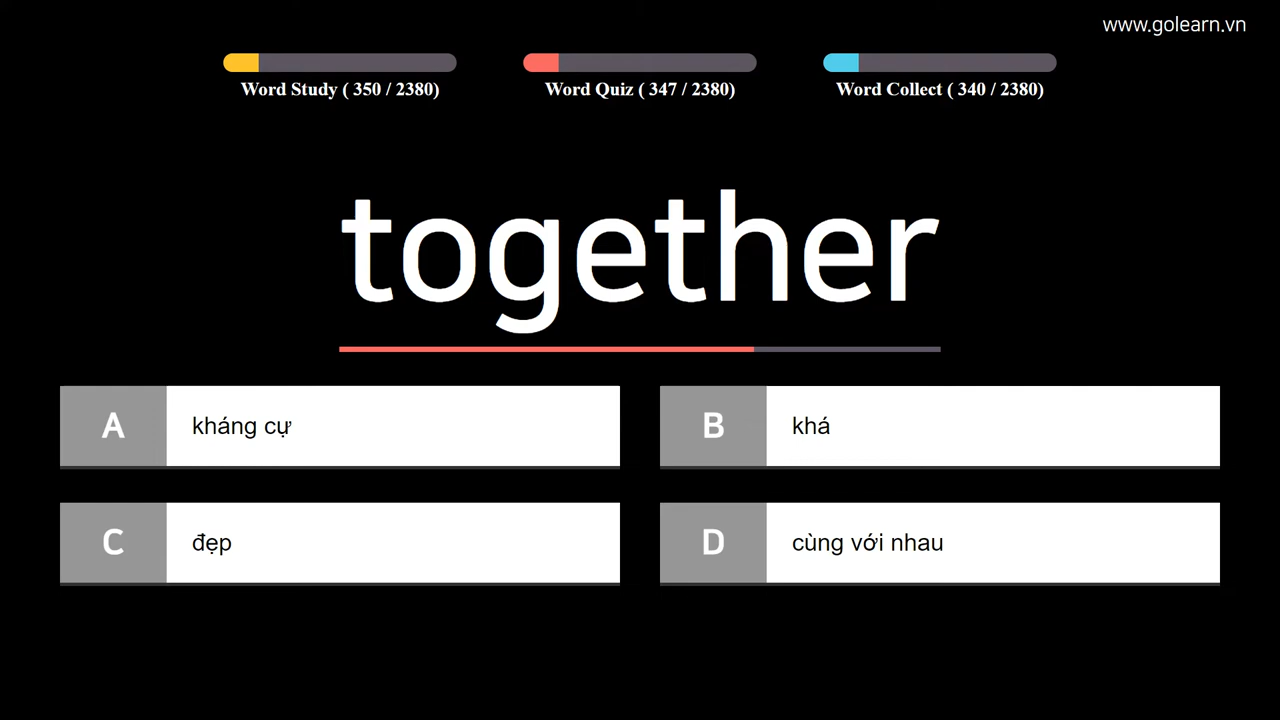 www.golearn.vn
Word Study ( 350 / 2380)
Word Quiz ( 347 / 2380)
Word Collect ( 340 / 2380)
together
A kháng cự
B khá
C đẹp
D cùng với nhau